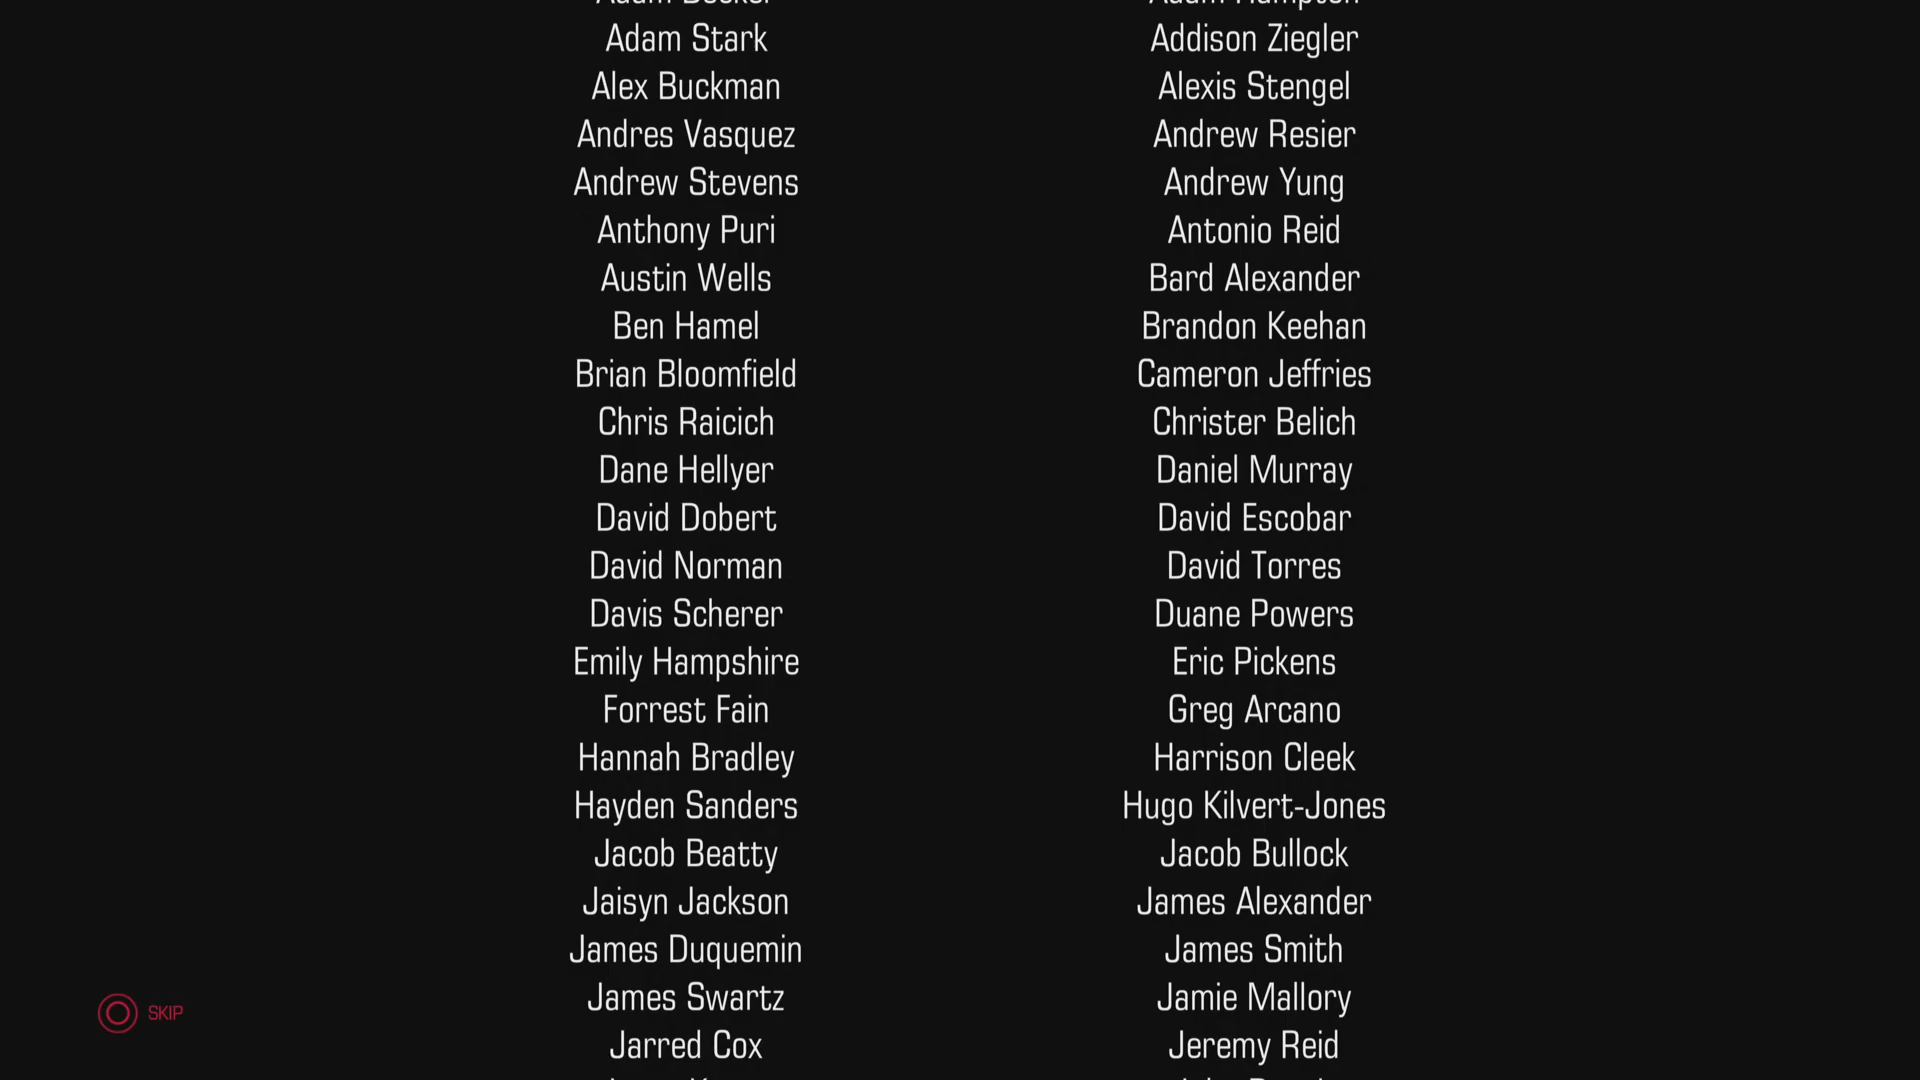 Adam Stark Addison Ziegler
Alex Buckman Alexis Stengel
Andres Vasquez Andrew Resier
Andrew Stevens Andrew Yung
Anthony Puri Antonio Reid
Austin Wells Bard Alexander
Ben Hamel Brandon Keehan
Brian Bloomfield Cameron Jeffries
Chris Raicich Christer Belich
Dane Hellyer Daniel Murray
David Dobert David Escobar
David Norman David Torres
Davis Scherer Duane Powers
Emily Hampshire Eric Pickens
Forrest Fain Greg Arcano
Hannah Bradley Harrison Cleek
Hayden Sanders Hugo Kilvert-Jones
Jacob Beatty Jacob Bullock
Jaisyn Jackson James Alexander
James Duquemin James Smith
James Swartz Jamie Mallory
SKIP
Jarred Cox Jeremy Reid